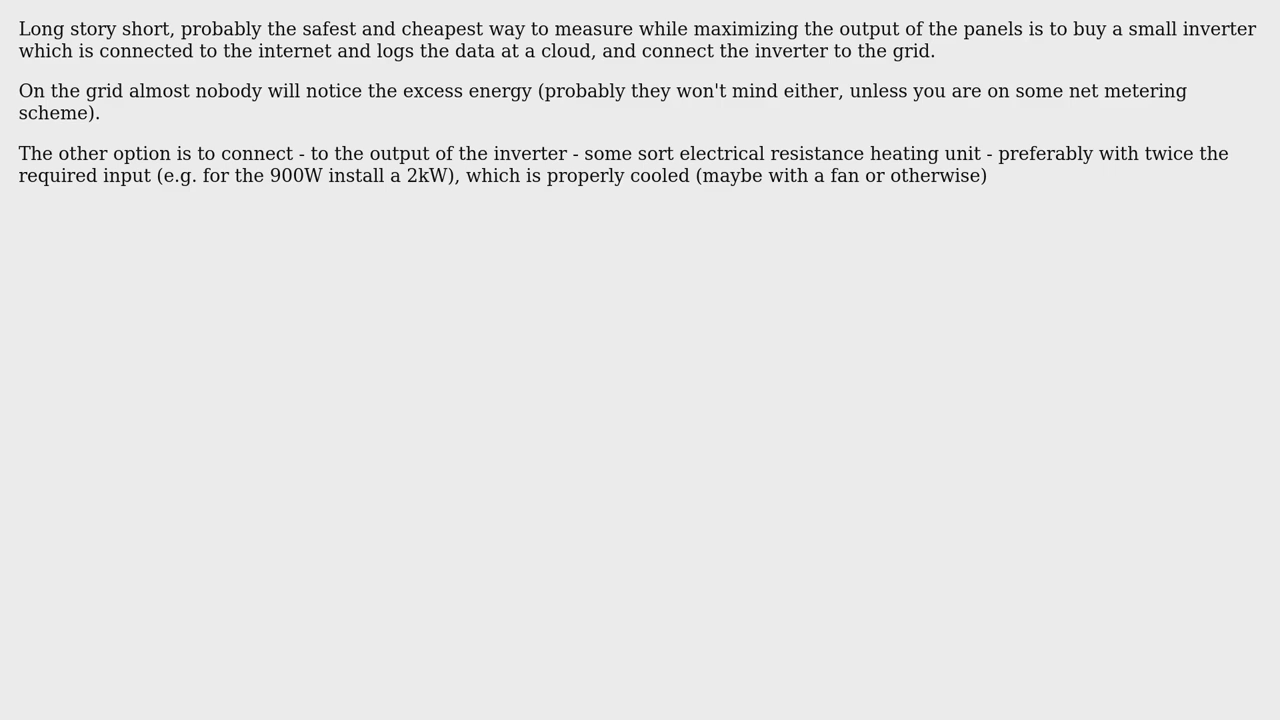 Long story short, probably the safest and cheapest way to measure while maximizing the output of the panels is to buy a small inverter
which is connected to the internet and logs the data at a cloud, and connect the inverter to the grid.
On the grid almost nobody will notice the excess energy (probably they won't mind either, unless you are on some net metering
scheme).
The other option is to connect - to the output of the inverter - some sort electrical resistance heating unit - preferably with twice the
required input (e.g. for the 900W install a 2kW), which is properly cooled (maybe with a fan or otherwise)